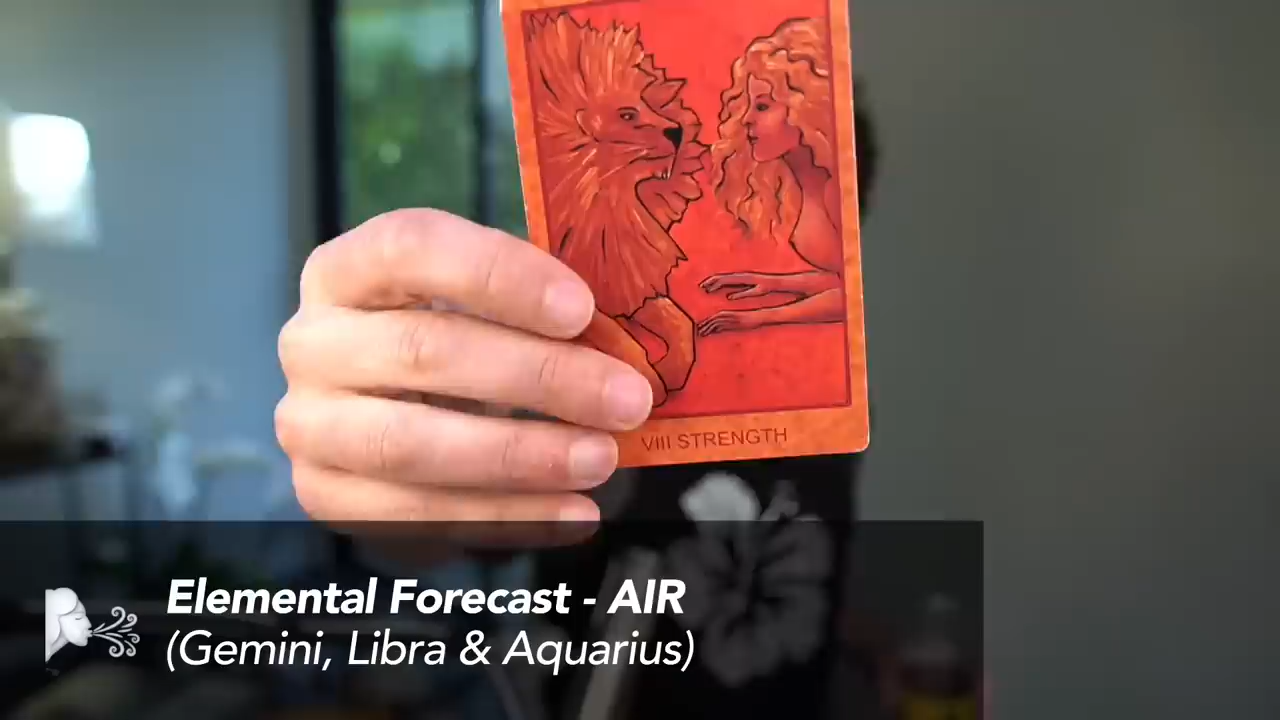 VIII STRENGTH
Elemental Forecast - AIR
(Gemini, Libra & Aquarius)